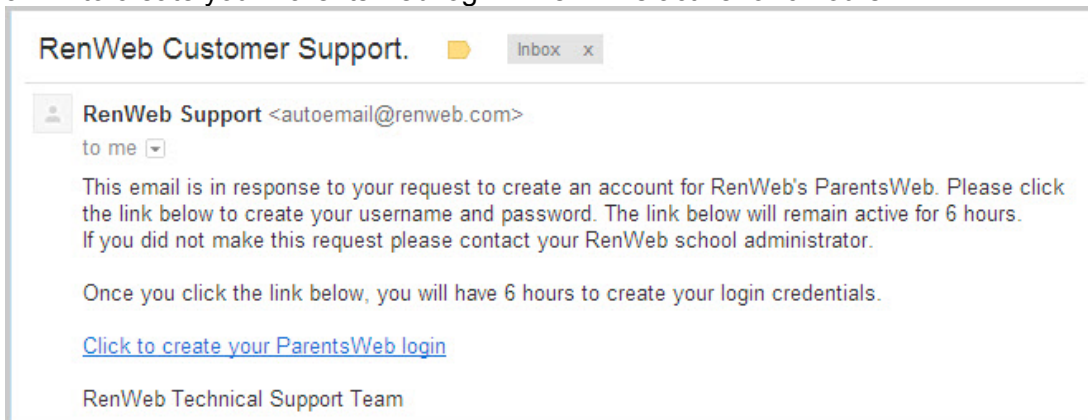 RenWeb Customer Support.
Inbox x
RenWeb Support <autoemail@renweb.com>
to me
This email is in response to your request to create an account for RenWeb's ParentsWeb. Please click
the link below to create your username and password. The link below will remain active for 6 hours.
If you did not make this request please contact your RenWeb school administrator.
Once you click the link below, you will have 6 hours to create your login credentials.
Click to create your ParentsWeb login
RenWeb Technical Support Team